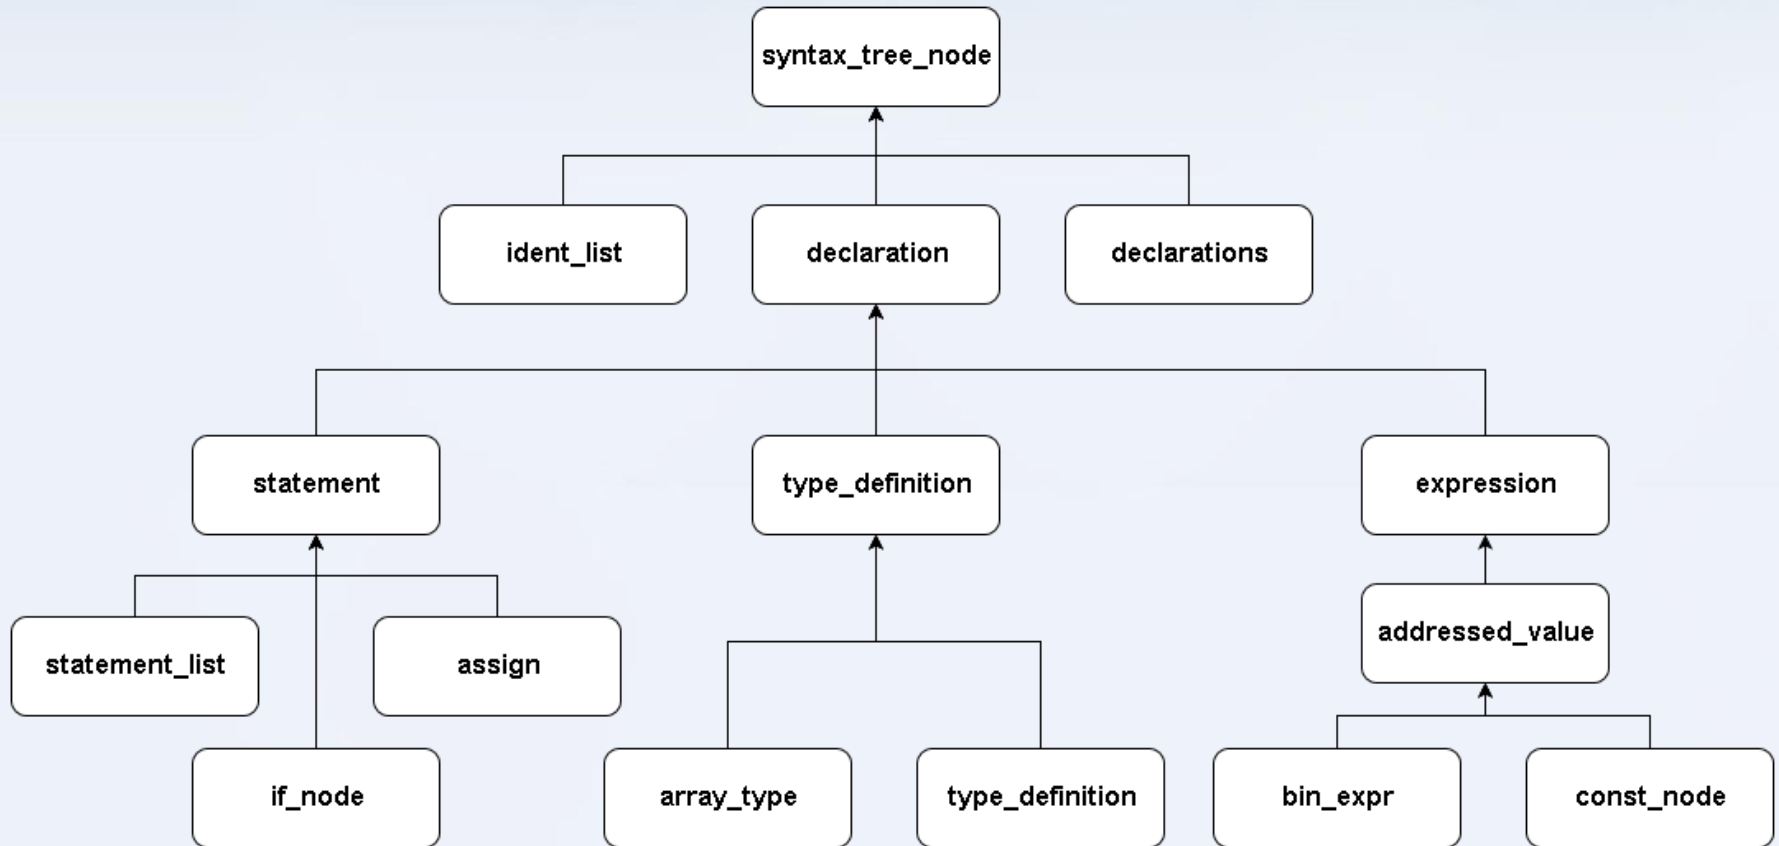 syntax_tree_node
ident_list
declaration
declarations
statement
type_definition
expression
addressed_value
statement_list
assign
if_node
array_type
type_definition
bin_expr
const_node